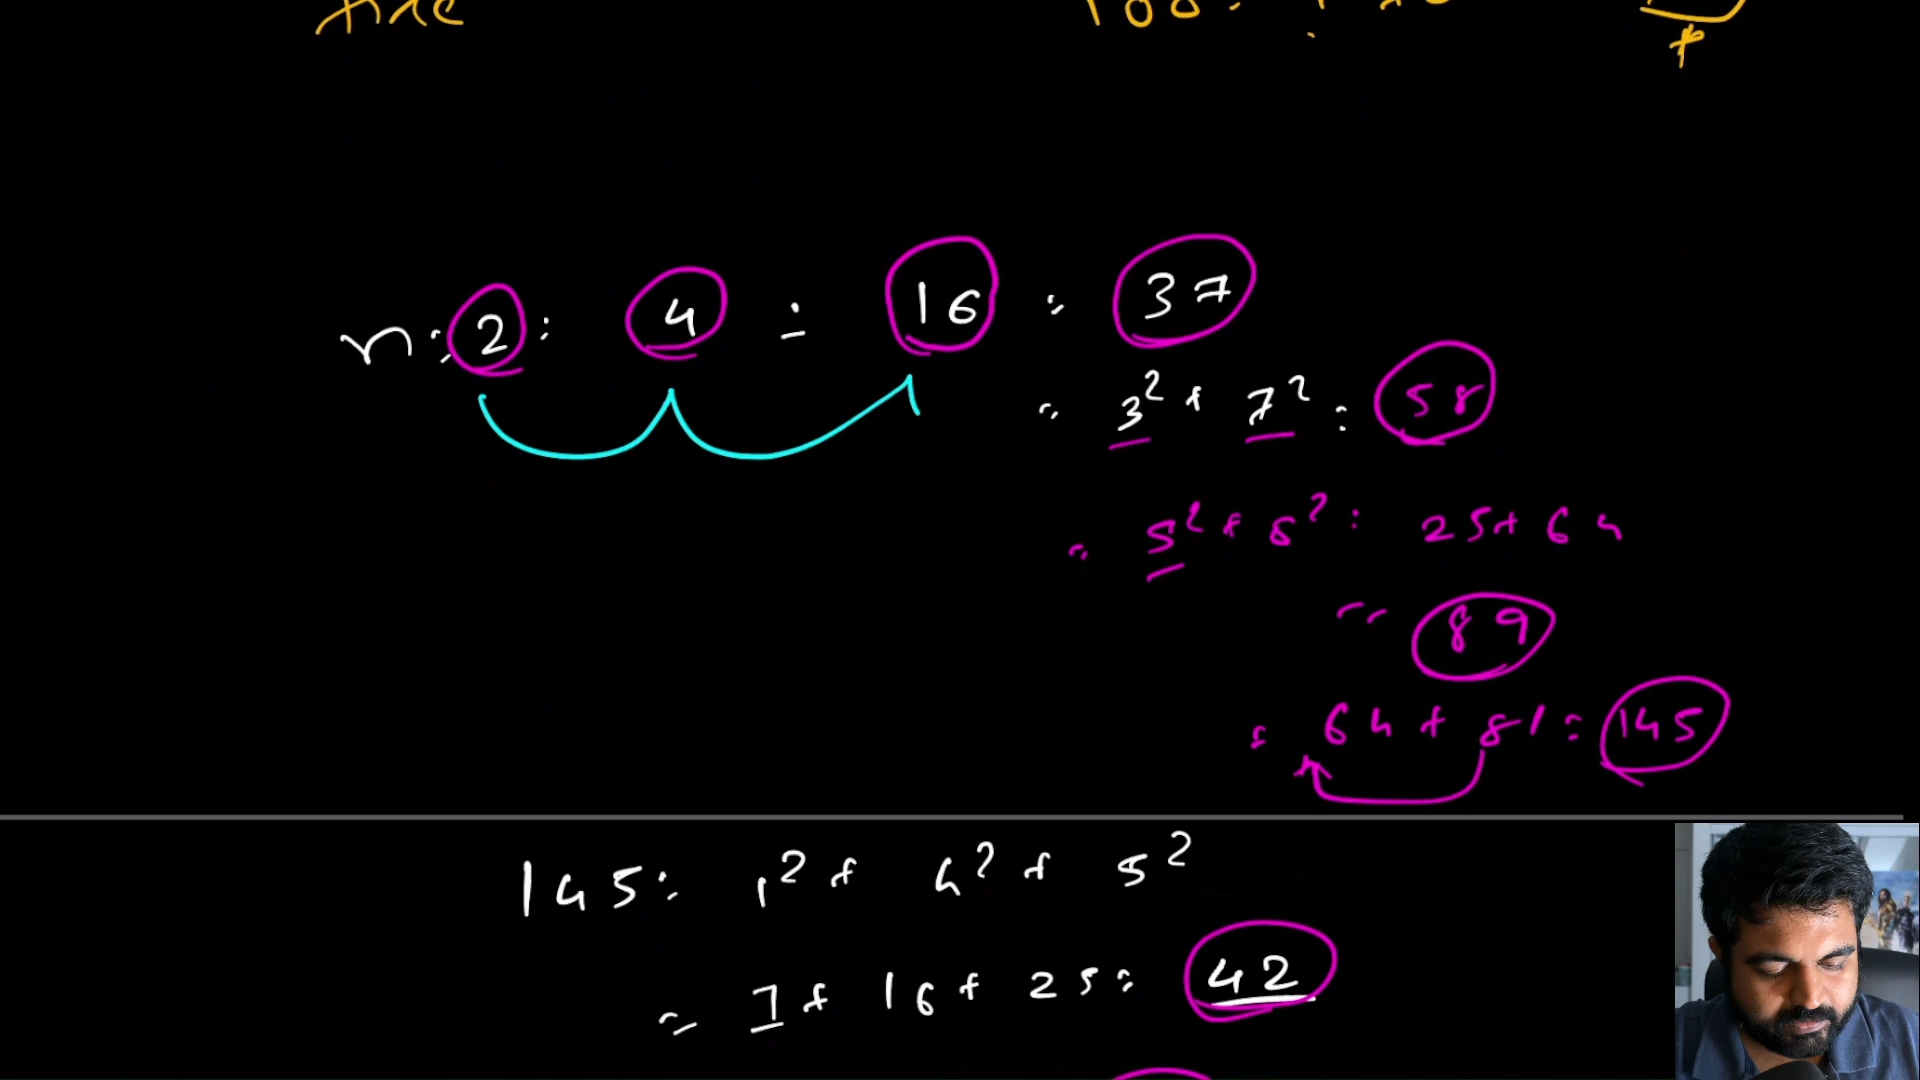 n = 2 = 4 = 16 = 37
= 3² + 7² = 58
= 5² + 8² = 25 + 64
= 89
= 64 + 81 = 145
145 = 1² + 4² + 5²
= 1 + 16 + 25 = 42